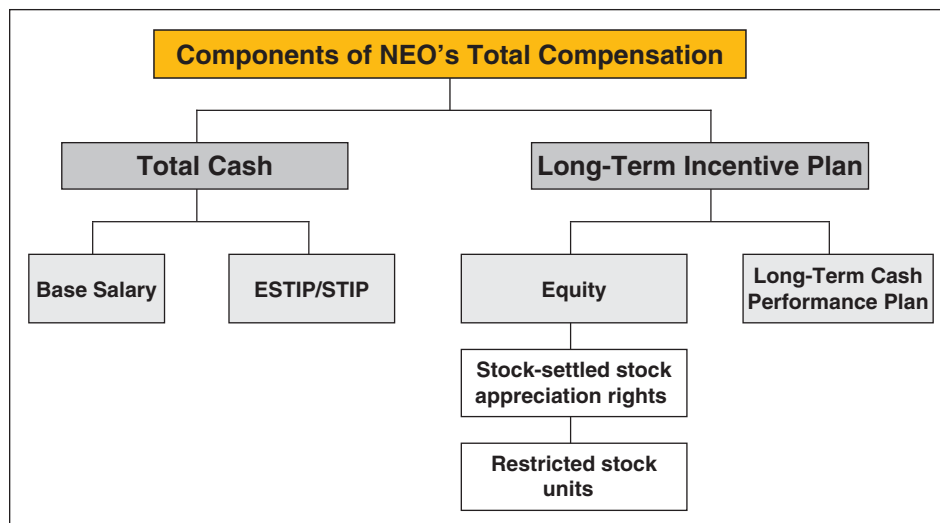 Components of NEO's Total Compensation
Total Cash
Long-Term Incentive Plan
Base Salary
ESTIP/STIP
Equity
Long-Term Cash
Performance Plan
Stock-settled stock
appreciation rights
Restricted stock
units